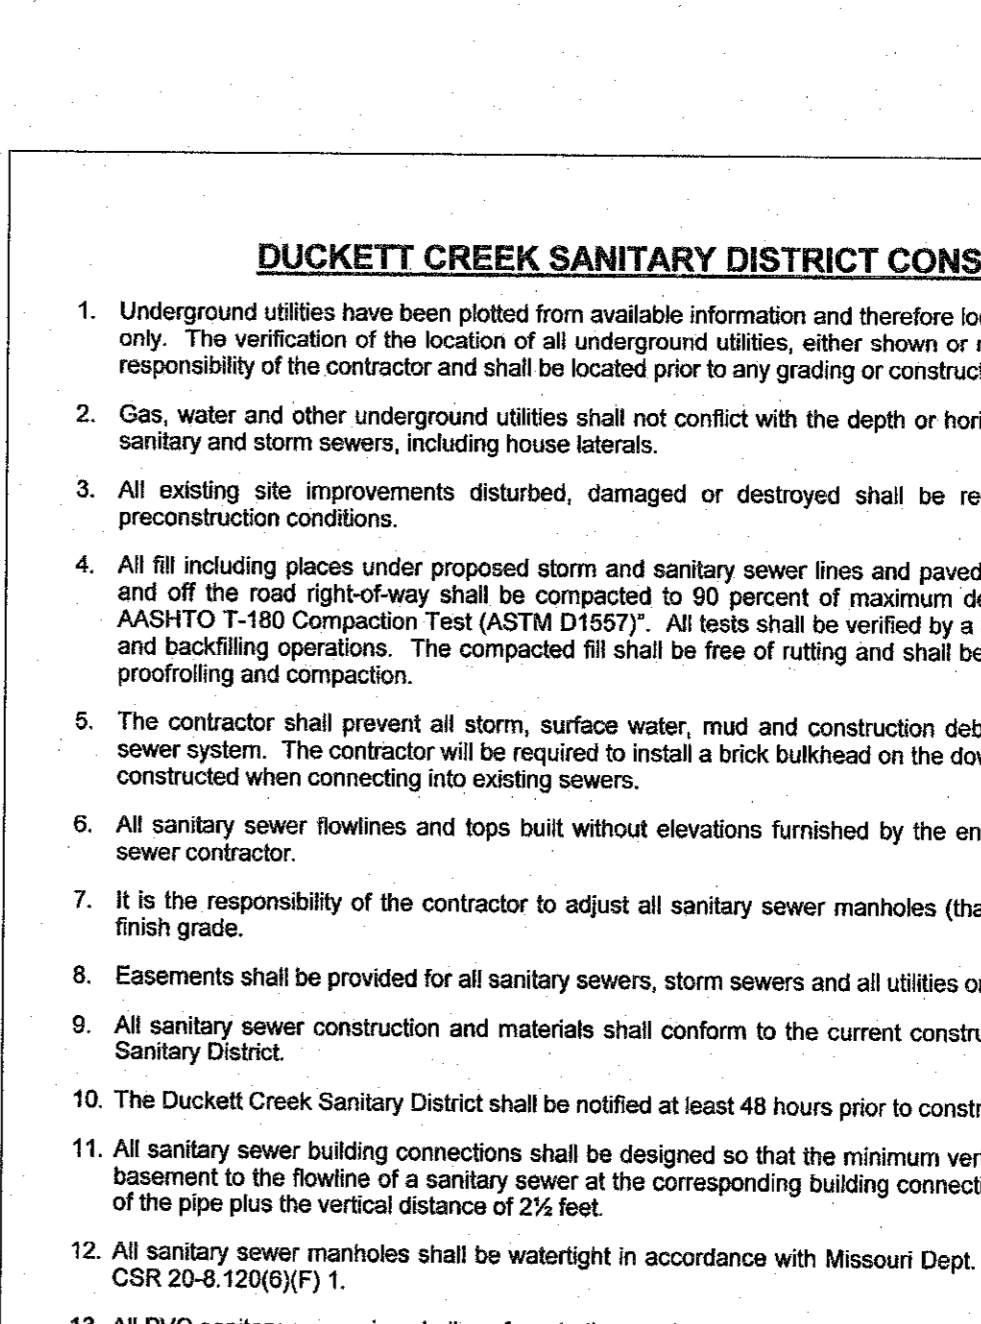 DUCKETT CREEK SANITARY DISTRICT CONS
1. Underground utilities have been plotted from available information and therefore lo
only. The verification of the location of all underground utilities, either shown or
responsibility of the contractor and shall be located prior to any grading or construct
2. Gas, water and other underground utilities shall not conflict with the depth or hori
sanitary and storm sewers, including house laterals.
3. All existing site improvements disturbed, damaged or destroyed shall be re
preconstruction conditions.
4. All fill including places under proposed storm and sanitary sewer lines and paved
and off the road right-of-way shall be compacted to 90 percent of maximum de
AASHTO T-180 Compaction Test (ASTM D1557)". All tests shall be verified by a
and backfilling operations. The compacted fill shall be free of rutting and shall be
proofrolling and compaction.
5. The contractor shall prevent all storm, surface water, mud and construction deb
sewer system. The contractor will be required to install a brick bulkhead on the dow
constructed when connecting into existing sewers.
6. All sanitary sewer flowlines and tops built without elevations furnished by the en
sewer contractor.
7. It is the responsibility of the contractor to adjust all sanitary sewer manholes (tha
finish grade.
8. Easements shall be provided for all sanitary sewers, storm sewers and all utilities o
9. All sanitary sewer construction and materials shall conform to the current constru
Sanitary District.
10. The Duckett Creek Sanitary District shall be notified at least 48 hours prior to constr
11. All sanitary sewer building connections shall be designed so that the minimum ver
basement to the flowline of a sanitary sewer at the corresponding building connecti
of the pipe plus the vertical distance of 2½ feet.
12. All sanitary sewer manholes shall be watertight in accordance with Missouri Dept.
CSR 20-8.120(6)(F) 1.
13. All PVC sanitary